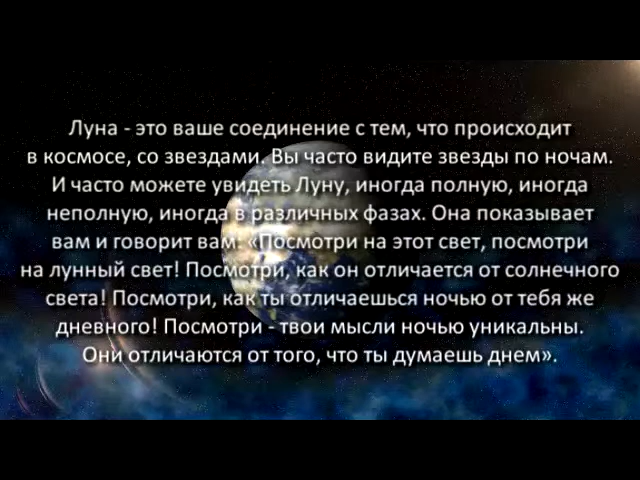 Луна - это ваше соединение с тем, что происходит
в космосе, со звездами. Вы часто видите звезды по ночам.
И часто можете увидеть Луну, иногда полную, иногда
неполную, иногда в различных фазах. Она показывает
вам и говорит вам: «Посмотри на этот свет, посмотри
на лунный свет! Посмотри, как он отличается от солнечного
света! Посмотри, как ты отличаешься ночью от тебя же
дневного! Посмотри - твои мысли ночью уникальны.
Они отличаются от того, что ты думаешь днем».